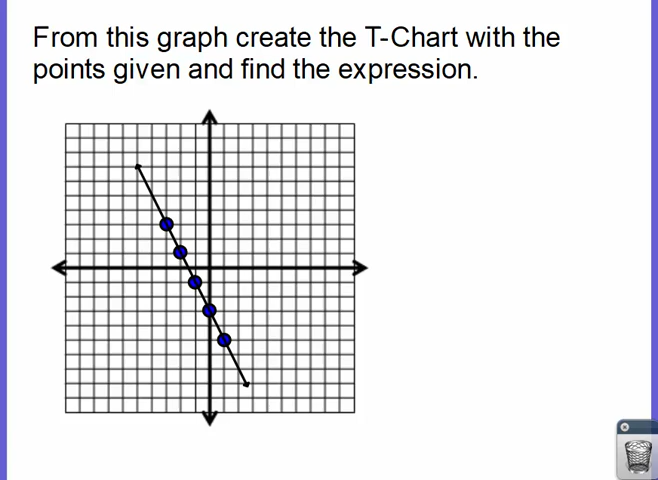 From this graph create the T-Chart with the
points given and find the expression.